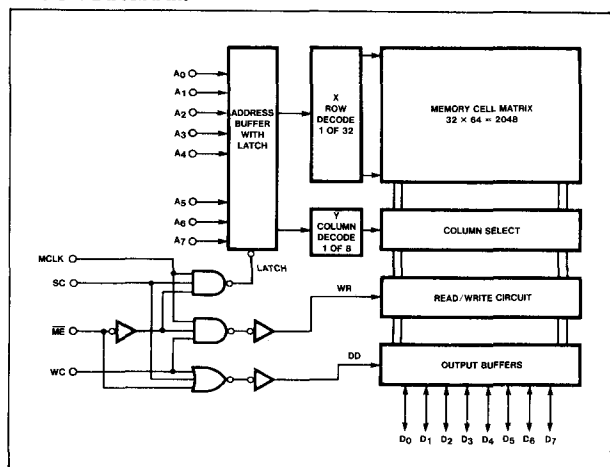 A0
A1
A2
A3
A4
A5
A6
A7
ADDRESS
BUFFER
WITH
LATCH
X
ROW
DECODE
1 OF 32
MEMORY CELL MATRIX
32 × 64 = 2048
Y
COLUMN
DECODE
1 OF 8
COLUMN SELECT
MCLK
LATCH
SC
WR
READ/WRITE CIRCUIT
ME
WC
DD
OUTPUT BUFFERS
D0 D1 D2 D3 D4 D5 D6 D7